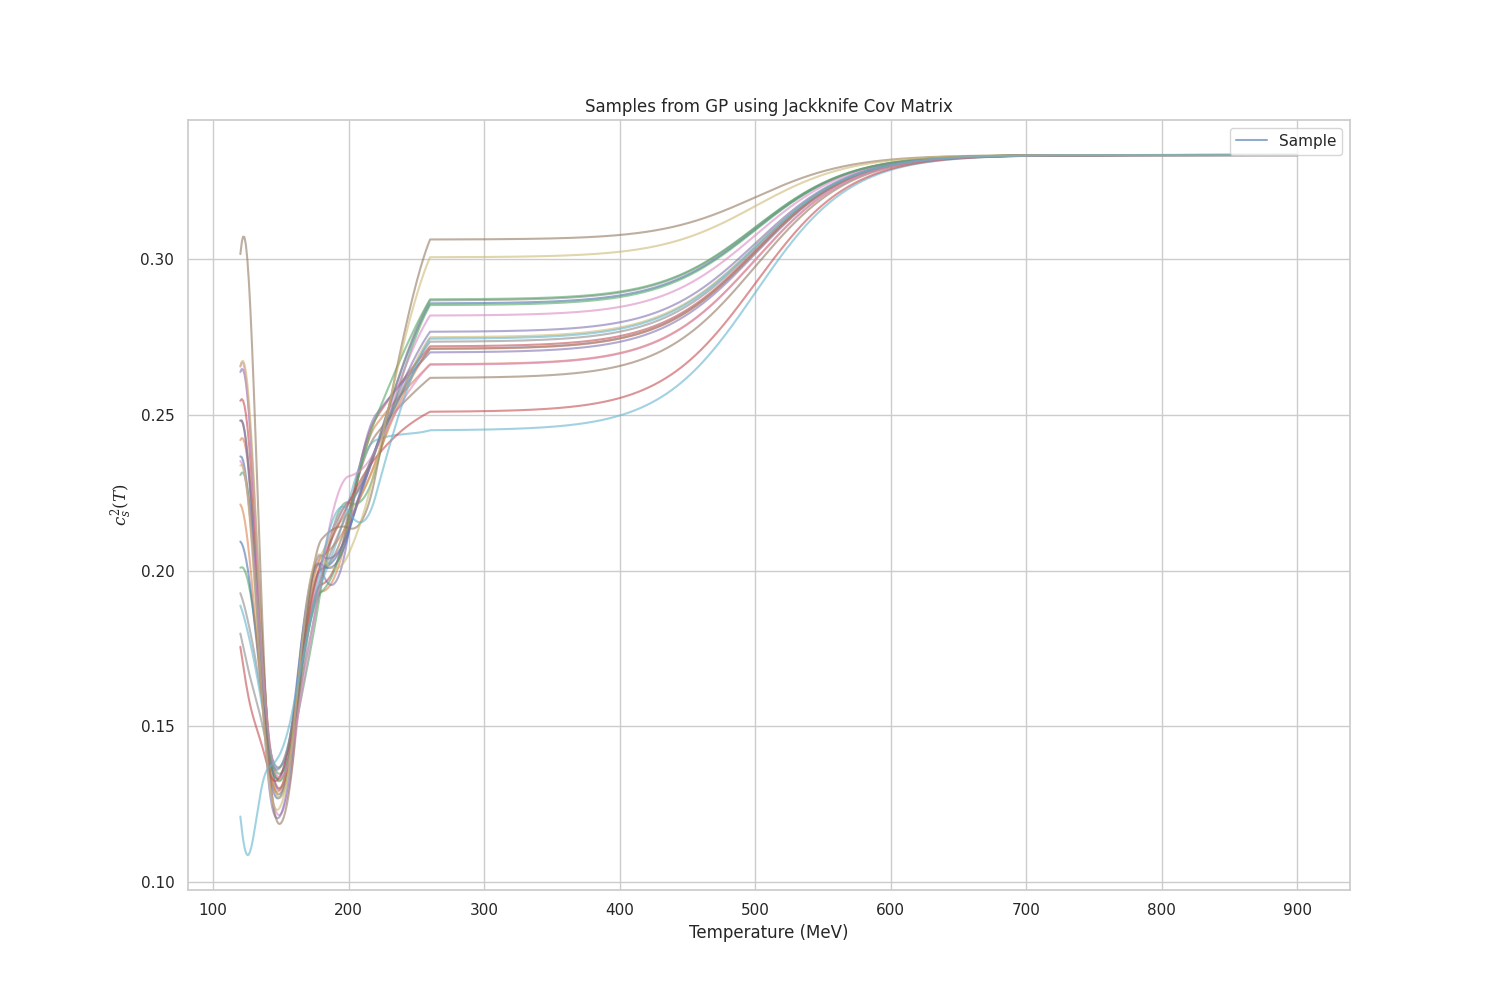 Samples from GP using Jackknife Cov Matrix
Sample
0.30
0.25
0.20
0.15
0.10
$c_s^2(T)$
100 200 300 400 500 600 700 800 900
Temperature (MeV)